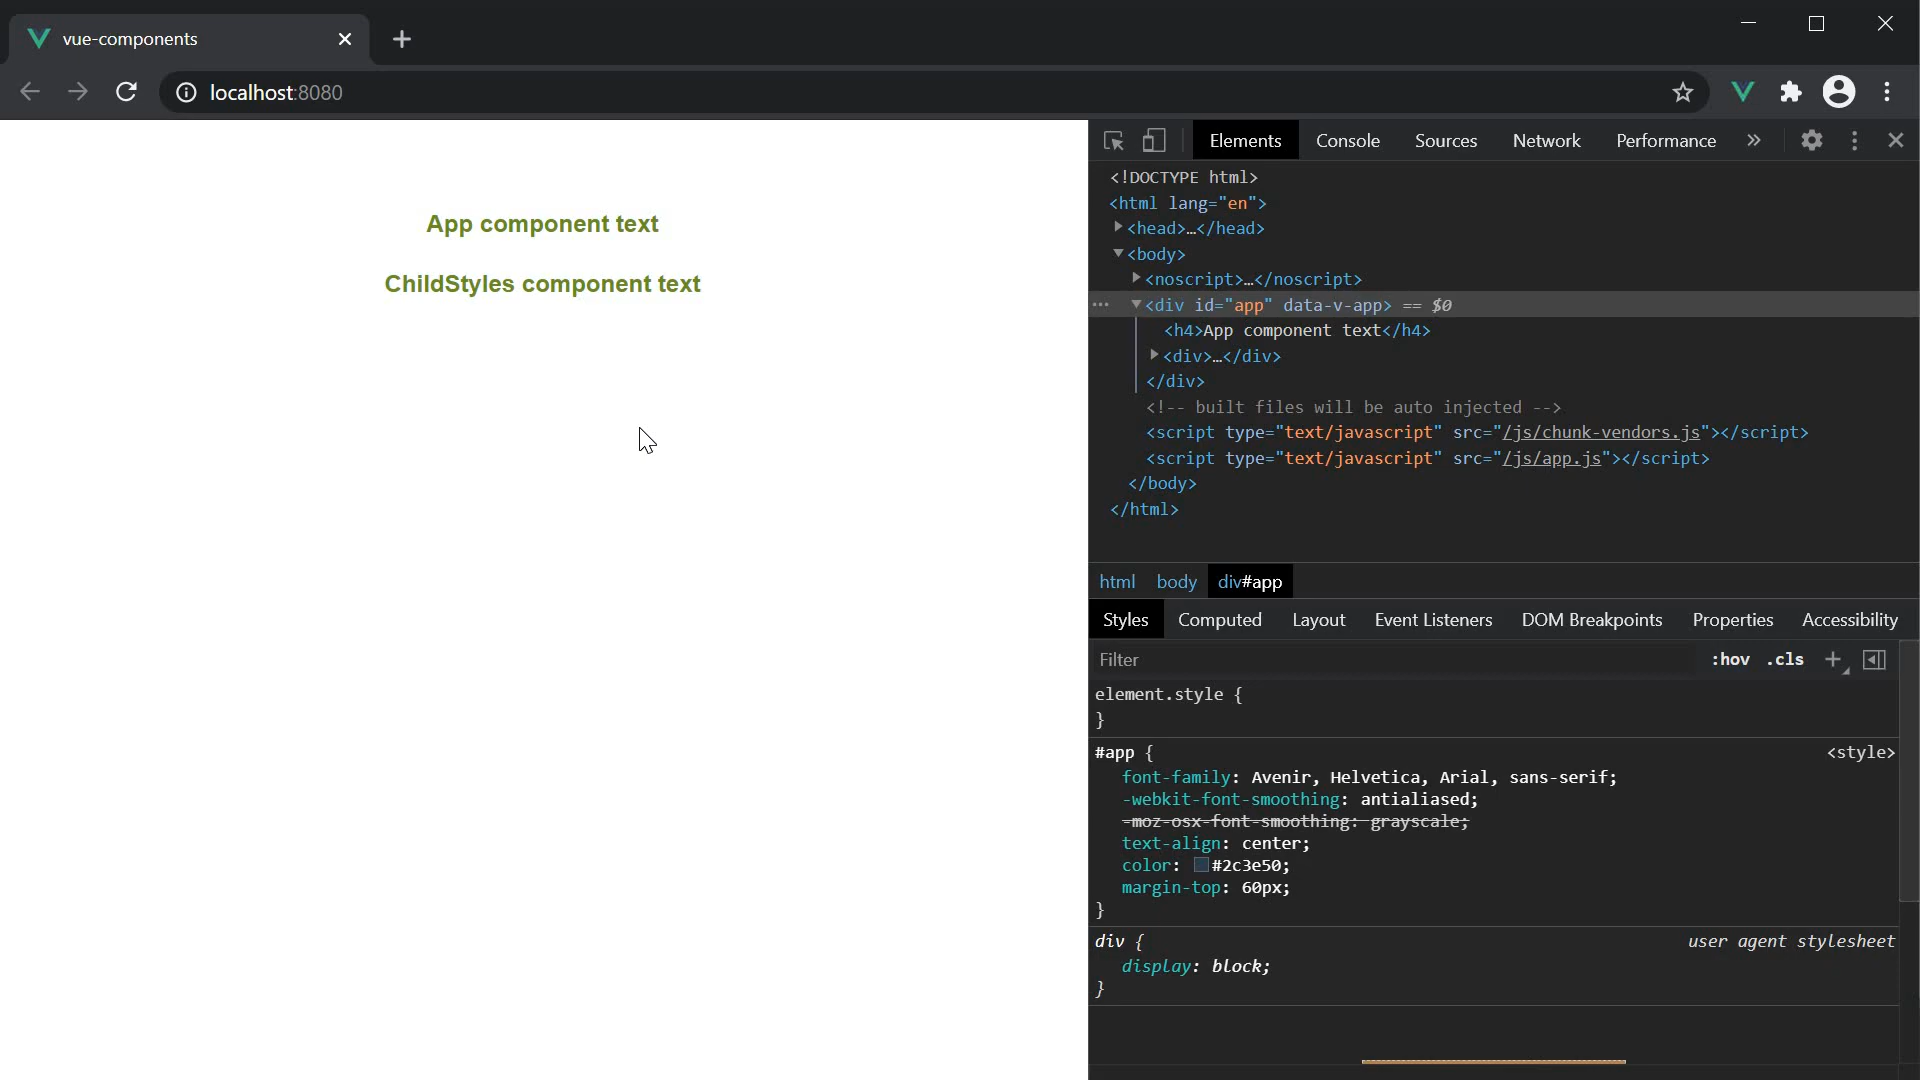 vue-components
localhost:8080
App component text
ChildStyles component text
Elements Console Sources Network Performance »
<!DOCTYPE html>
<html lang="en">
<head>…</head>
<body>
<noscript>…</noscript>
<div id="app" data-v-app> == $0
<h4>App component text</h4>
<div>…</div>
</div>
<!-- built files will be auto injected -->
<script type="text/javascript" src="/js/chunk-vendors.js"></script>
<script type="text/javascript" src="/js/app.js"></script>
</body>
</html>
html body div#app
Styles Computed Layout Event Listeners DOM Breakpoints Properties Accessibility
Filter :hov .cls +
element.style {
}
#app { <style>
font-family: Avenir, Helvetica, Arial, sans-serif;
-webkit-font-smoothing: antialiased;
-moz-osx-font-smoothing: grayscale;
text-align: center;
color: #2c3e50;
margin-top: 60px;
}
div { user agent stylesheet
display: block;
}